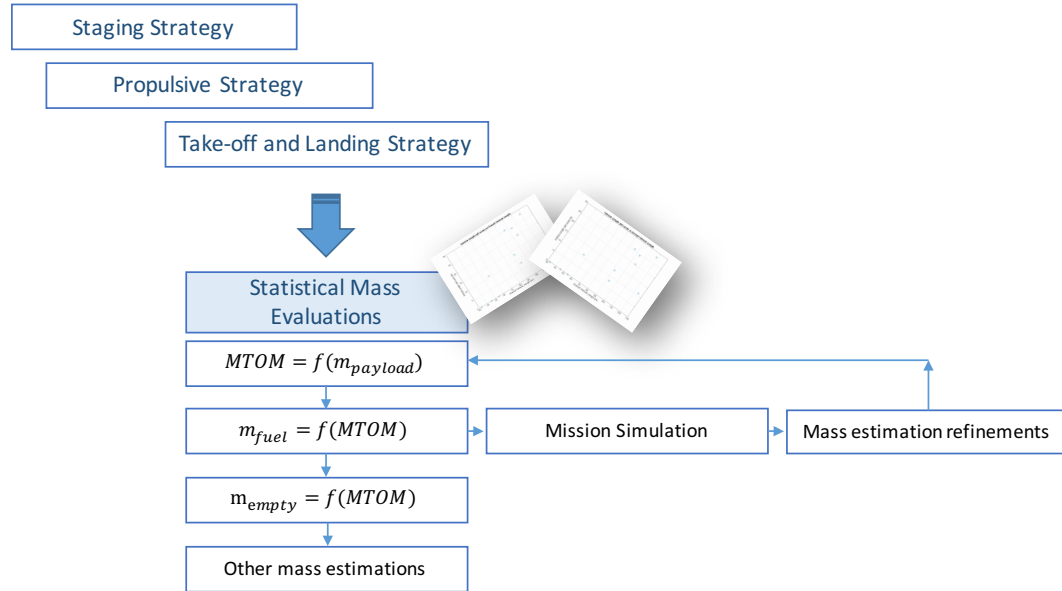 Staging Strategy
Propulsive Strategy
Take-off and Landing Strategy
Statistical Mass
Evaluations
MTOM = f(m_payload)
m_fuel = f(MTOM)
Mission Simulation
Mass estimation refinements
m_empty = f(MTOM)
Other mass estimations